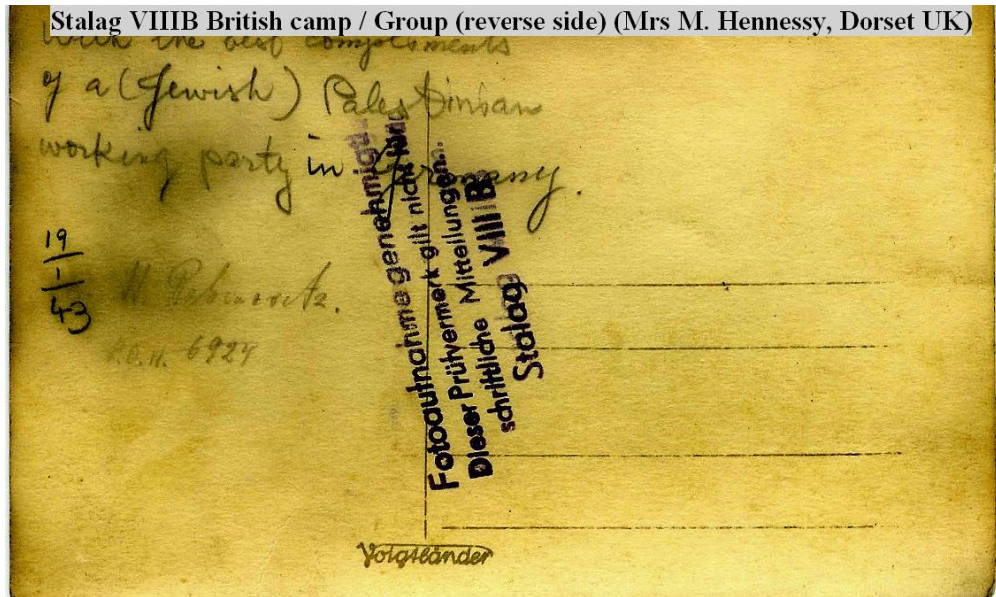 Stalag VIIIB British camp / Group (reverse side) (Mrs M. Hennessy, Dorset UK)
With the best compliments
of a (Jewish) Palestinian
working party in Germany.
19
1
43
6924
Fotoaufnahme genehmigt.
Dieser Prüfvermerk gilt nicht für
schriftliche Mitteilungen.
Stalag VIII B
Voigtländer